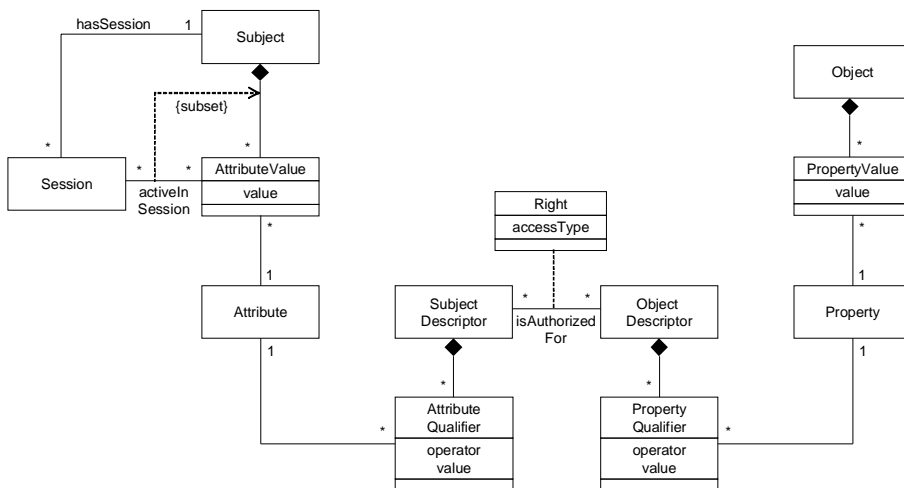 hasSession
1
Subject
Object
{subset}
*
*
*
*
*
Session
activeIn
Session
AttributeValue
value
PropertyValue
value
Right
accessType
*
*
1
1
Attribute
Subject
Descriptor
*
*
isAuthorized
For
Object
Descriptor
Property
1
1
*
*
*
*
Attribute
Qualifier
operator
value
Property
Qualifier
operator
value